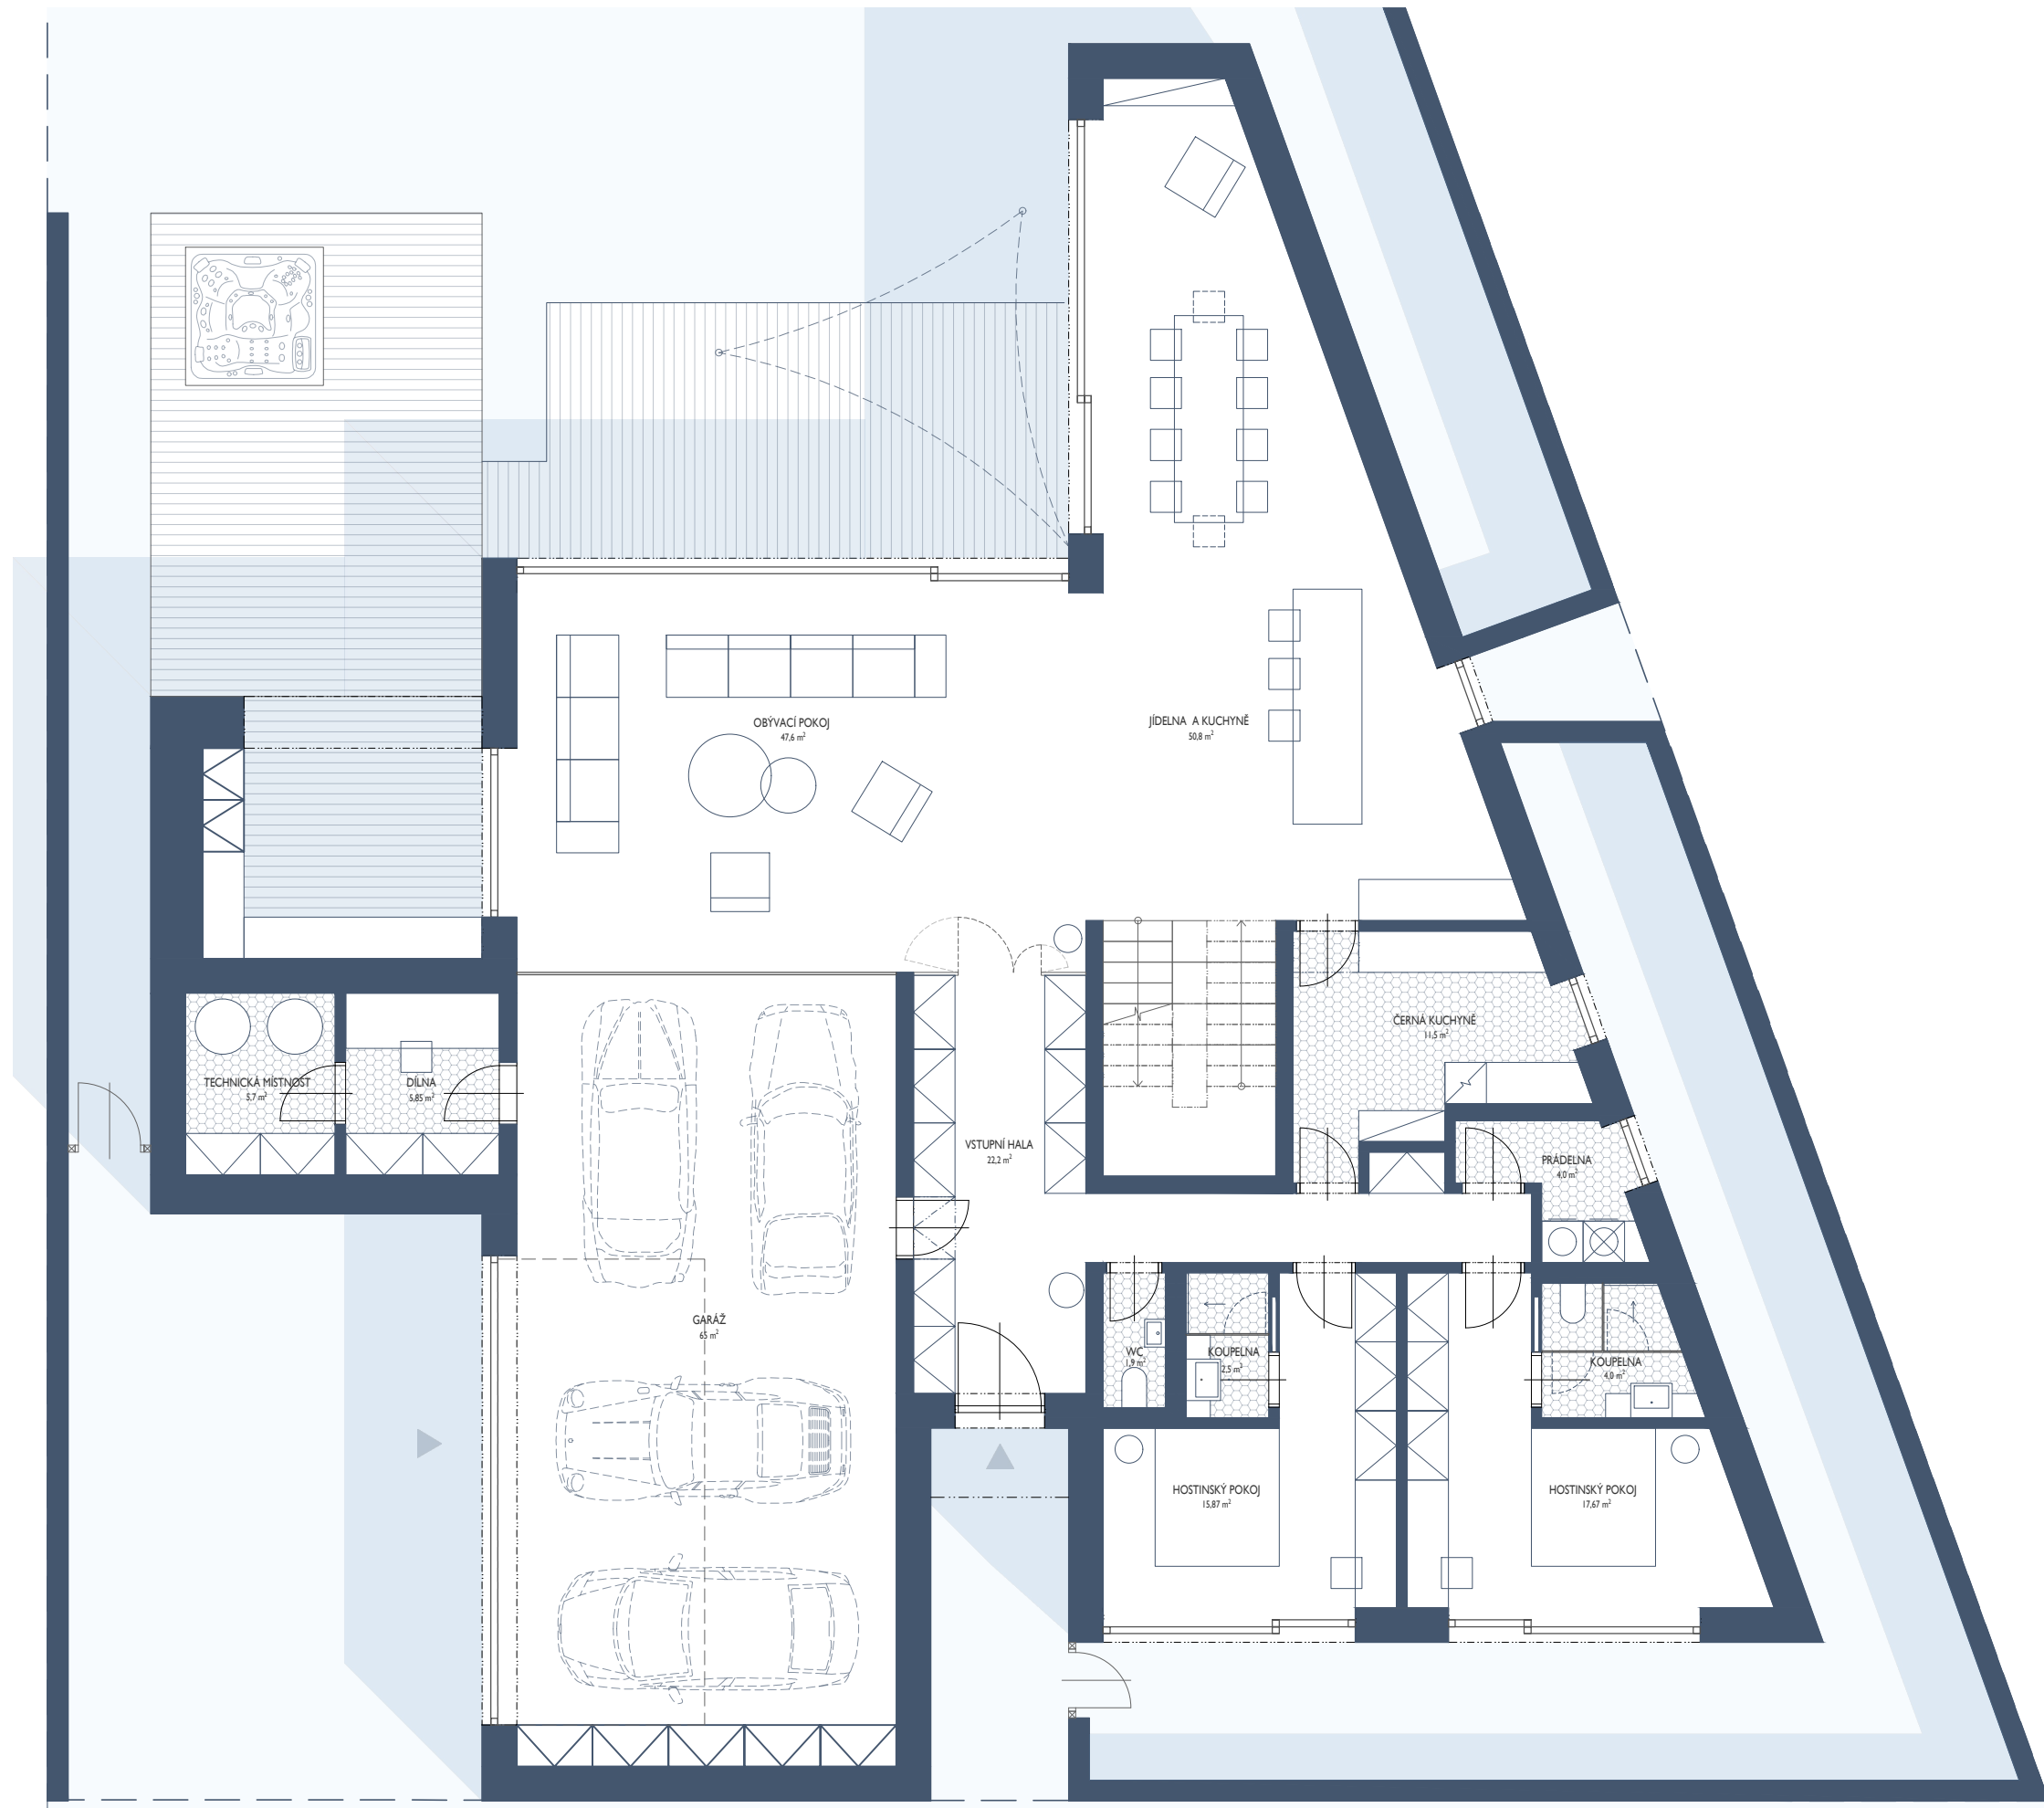 OBÝVACÍ POKOJ
47,6 m²
JÍDELNA A KUCHYNĚ
50,8 m²
ČERNÁ KUCHYNĚ
11,5 m²
TECHNICKÁ MÍSTNOST
5,7 m²
DÍLNA
5,85 m²
VSTUPNÍ HALA
22,2 m²
PRÁDELNA
4,0 m²
GARÁŽ
65 m²
WC
1,9 m²
KOUPELNA
2,5 m²
KOUPELNA
4,0 m²
HOSTINSKÝ POKOJ
15,87 m²
HOSTINSKÝ POKOJ
17,67 m²